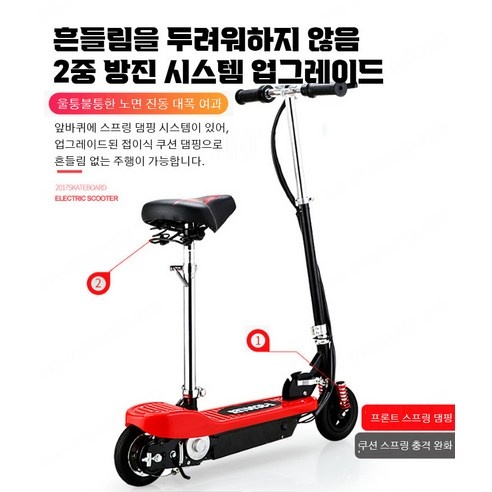 흔들림을 두려워하지 않음
2중 방진 시스템 업그레이드
울퉁불퉁한 노면 진동 대폭 여과
앞바퀴에 스프링 댐핑 시스템이 있어,
업그레이드된 접이식 쿠션 댐핑으로
흔들림 없는 주행이 가능합니다.
2017SKATEBOARD
ELECTRIC SCOOTER
2
1
프론트 스프링 댐핑
쿠션 스프링 충격 완화